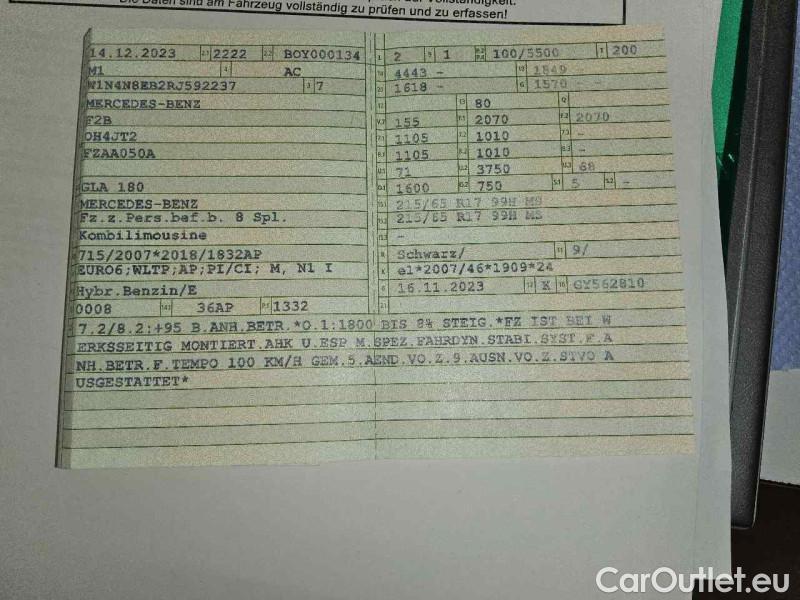 Die Daten sind am Fahrzeug vollständig zu prüfen und zu erfassen!
14.12.2023 2222 BOY000134
M1 AC
W1N4N8EB2RJ592237 7
MERCEDES-BENZ
F2B
OH4JT2
FZAA050A
GLA 180
MERCEDES-BENZ
Fz.z.Pers.bef.b. 8 Spl.
Kombilimousine
715/2007*2018/1832AP
EURO6;WLTP;AP;PI/CI; M, N1 I
Hybr.Benzin/E
0008 36AP 1332
2 1 100/5500 200
4443 - 1849 -
1618 - 1570 -
80
155 2070 2070
1105 1010 -
1105 1010 -
71 3750 68
1600 750 5 -
215/65 R17 99H MS
215/65 R17 99H MS
-
Schwarz/ 9/
e1*2007/46*1909*24
16.11.2023 K GY562810
7.2/8.2:+95 B.ANH.BETR.*O.1:1800 BIS 8% STEIG.*FZ IST BEI W
ERKSSEITIG MONTIERT.AHK U.ESP M.SPEZ.FAHRDYN.STABI.SYST.F.A
NH.BETR.F.TEMPO 100 KM/H GEM.5.AEND.VO.Z.9.AUSN.VO.Z.STVO A
USGESTATTET*
CarOutlet.eu